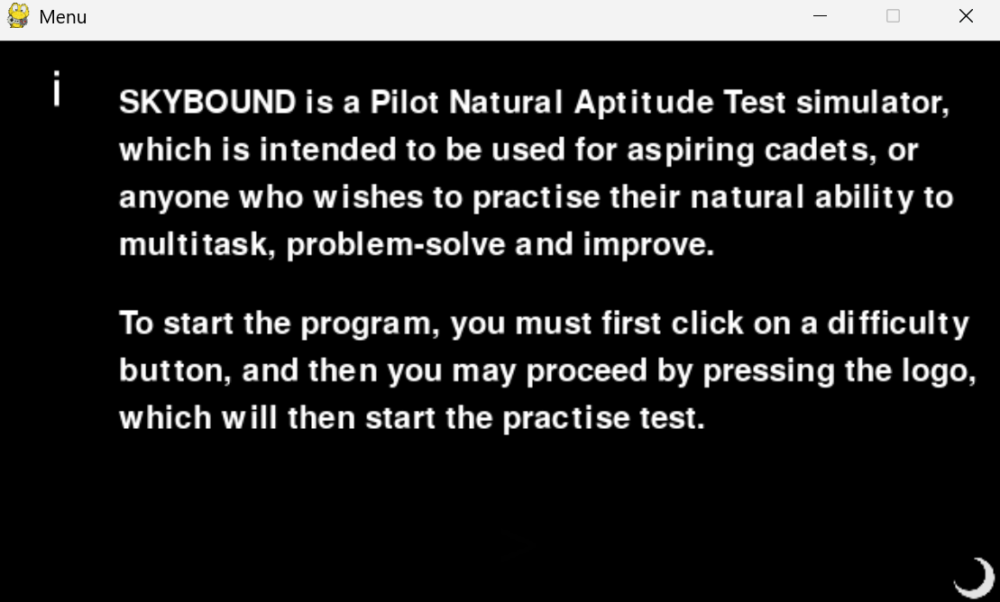 Menu
i
SKYBOUND is a Pilot Natural Aptitude Test simulator,
which is intended to be used for aspiring cadets, or
anyone who wishes to practise their natural ability to
multitask, problem-solve and improve.
To start the program, you must first click on a difficulty
button, and then you may proceed by pressing the logo,
which will then start the practise test.